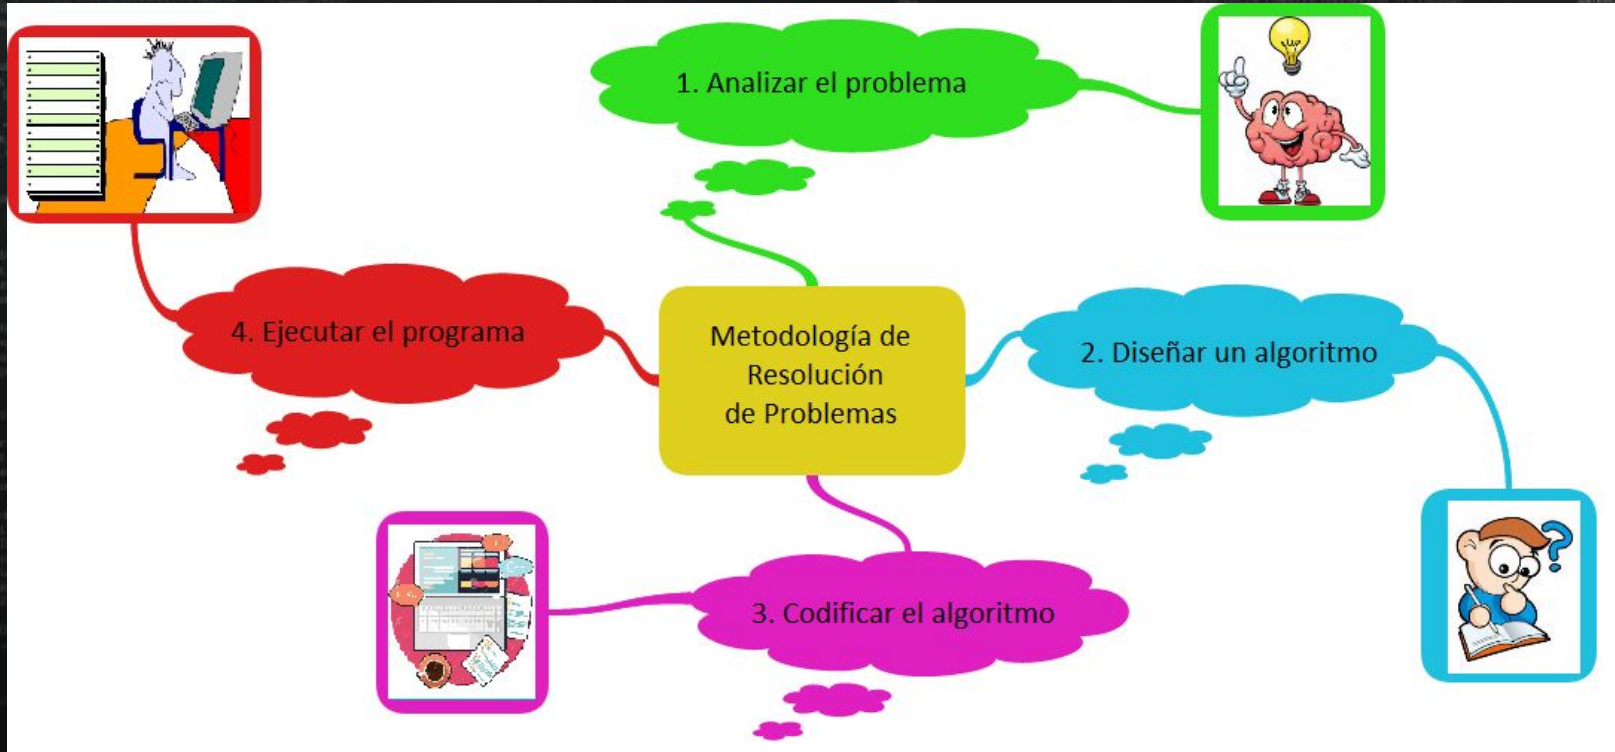 1. Analizar el problema
4. Ejecutar el programa
Metodología de
Resolución
de Problemas
2. Diseñar un algoritmo
3. Codificar el algoritmo